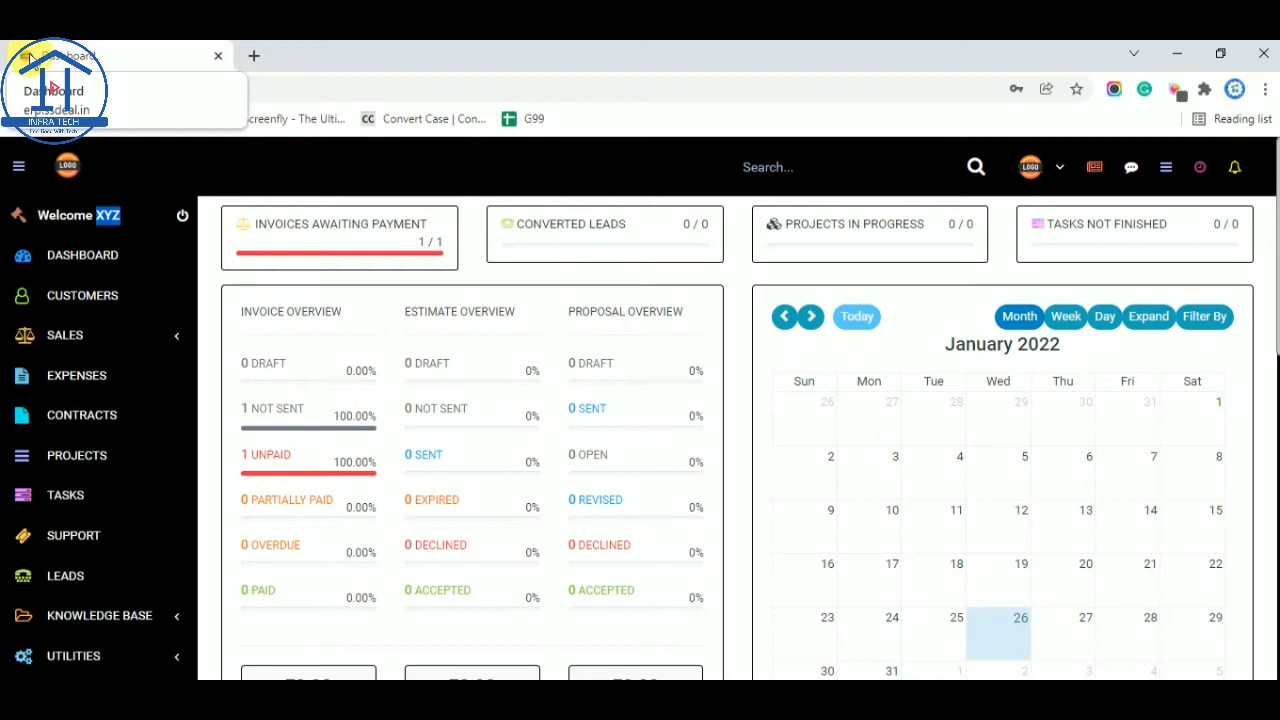 Dashboard
Dashboard
erp.ssdeal.in
INFRA TECH
creenfly - The Ulti...
CC Convert Case | Con...
G99
Reading list
LOGO
Search...
LOGO
Welcome XYZ
DASHBOARD
CUSTOMERS
SALES
EXPENSES
CONTRACTS
PROJECTS
TASKS
SUPPORT
LEADS
KNOWLEDGE BASE
UTILITIES
INVOICES AWAITING PAYMENT
1 / 1
CONVERTED LEADS 0 / 0
PROJECTS IN PROGRESS 0 / 0
TASKS NOT FINISHED 0 / 0
INVOICE OVERVIEW
0 DRAFT 0.00%
1 NOT SENT 100.00%
1 UNPAID 100.00%
0 PARTIALLY PAID 0.00%
0 OVERDUE 0.00%
0 PAID 0.00%
ESTIMATE OVERVIEW
0 DRAFT 0%
0 NOT SENT 0%
0 SENT 0%
0 EXPIRED 0%
0 DECLINED 0%
0 ACCEPTED 0%
PROPOSAL OVERVIEW
0 DRAFT 0%
0 SENT 0%
0 OPEN 0%
0 REVISED 0%
0 DECLINED 0%
0 ACCEPTED 0%
Today
Month Week Day Expand Filter By
January 2022
Sun Mon Tue Wed Thu Fri Sat
26 27 28 29 30 31 1
2 3 4 5 6 7 8
9 10 11 12 13 14 15
16 17 18 19 20 21 22
23 24 25 26 27 28 29
30 31 1 2 3 4 5